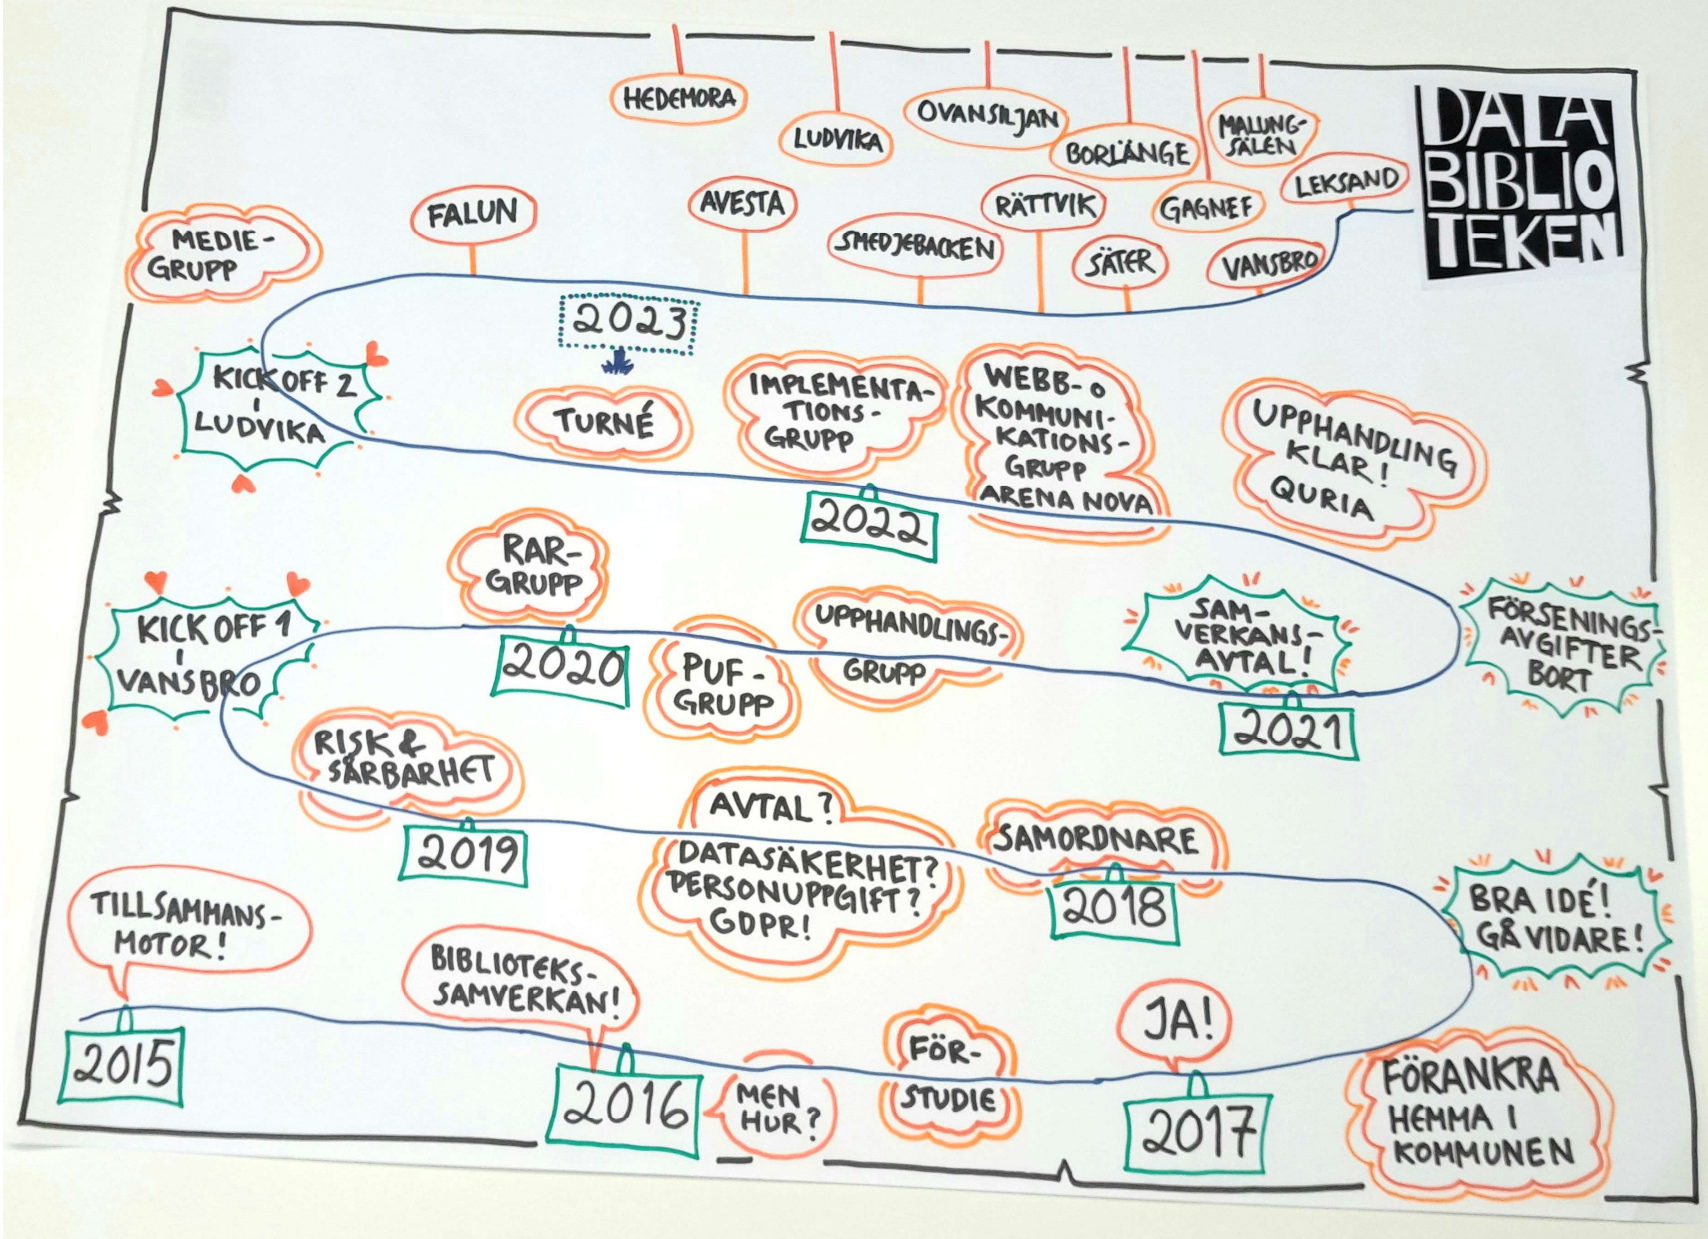 HEDEMORA
LUDVIKA
OVANSILJAN
BORLÄNGE
MALUNG-
SÄLEN
GAGNEF
LEKSAND
DALA
BIBLIO
TEKEN
MEDIE-
GRUPP
FALUN
AVESTA
SMEDJEBACKEN
RÄTTVIK
SÄTER
VANSBRO
2023
KICK OFF 2
I
LUDVIKA
TURNÉ
IMPLEMENTA-
TIONS-
GRUPP
WEBB- O
KOMMUNI-
KATIONS-
GRUPP
ARENA NOVA
UPPHANDLING
KLAR!
QURIA
2022
KICK OFF 1
I
VANSBRO
RAR-
GRUPP
2020
PUF-
GRUPP
UPPHANDLINGS-
GRUPP
SAM-
VERKANS-
AVTAL!
2021
FÖRSENINGS-
AVGIFTER
BORT
RISK &
SÅRBARHET
2019
AVTAL?
DATASÄKERHET?
PERSONUPPGIFT?
GDPR!
SAMORDNARE
2018
BRA IDÉ!
GÅ VIDARE!
TILLSAMMANS-
MOTOR!
2015
BIBLIOTEKS-
SAMVERKAN!
2016
MEN
HUR?
FÖR-
STUDIE
JA!
2017
FÖRANKRA
HEMMA I
KOMMUNEN